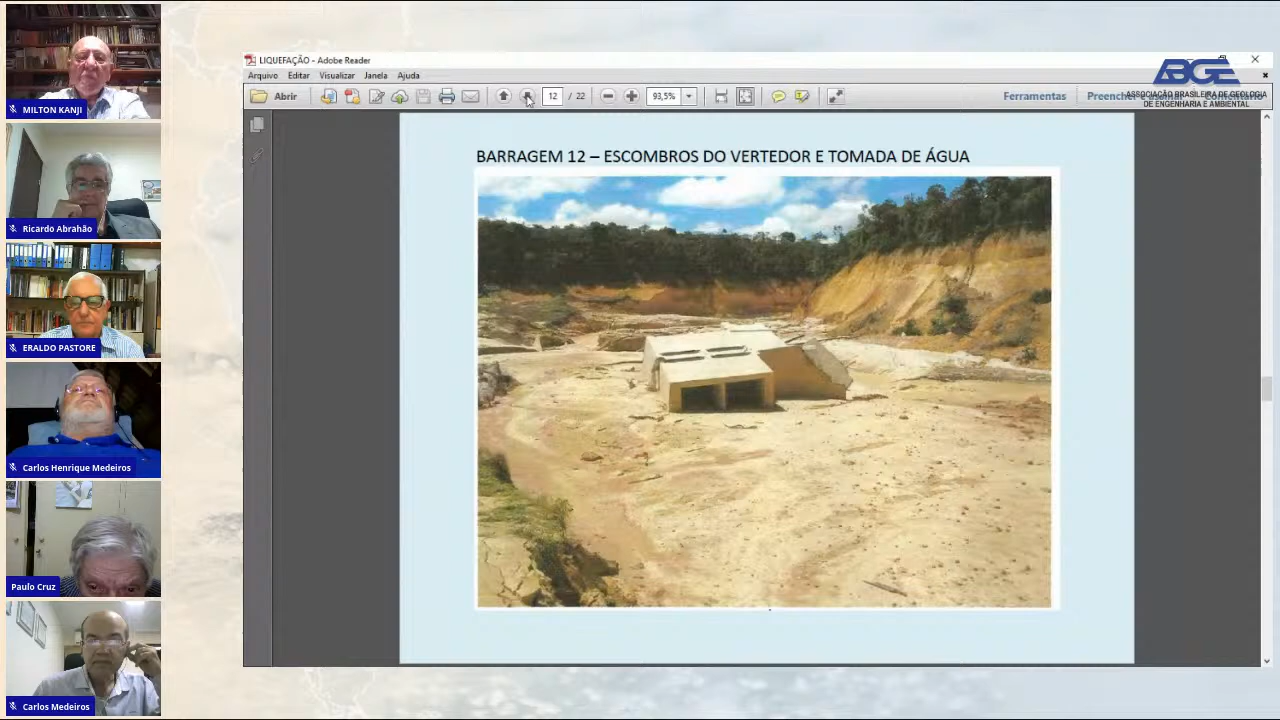 MILTON KANJI
Ricardo Abrahão
ERALDO PASTORE
Carlos Henrique Medeiros
Paulo Cruz
Carlos Medeiros
LIQUEFAÇÃO - Adobe Reader
Arquivo Editar Visualizar Janela Ajuda
Abrir
12 / 22
93,5%
Ferramentas
Preencher
ABGE
ASSOCIAÇÃO BRASILEIRA DE GEOLOGIA
DE ENGENHARIA E AMBIENTAL
BARRAGEM 12 – ESCOMBROS DO VERTEDOR E TOMADA DE ÁGUA